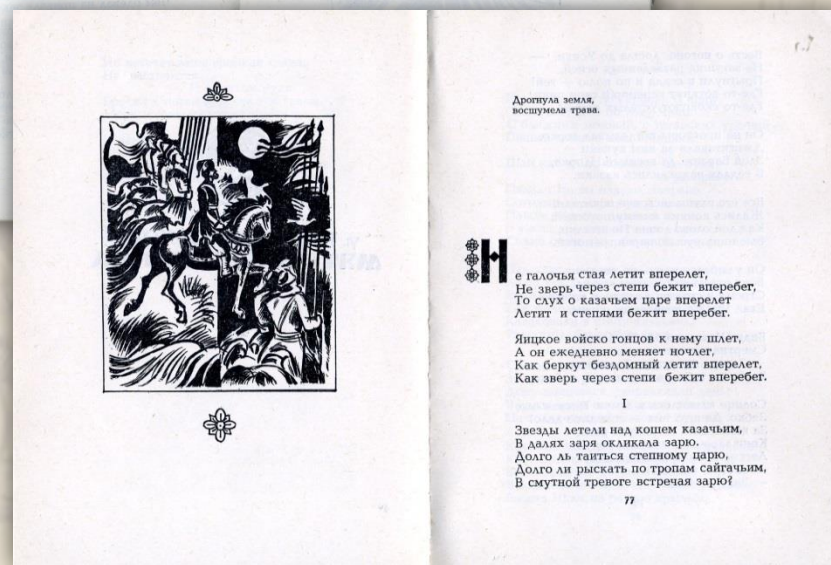 Дрогнула земля,
восшумела трава.
Не галочья стая летит вперелет,
Не зверь через степи бежит вперебег,
То слух о казачьем царе вперелет
Летит и степями бежит вперебег.
Яицкое войско гонцов к нему шлет,
А он ежедневно меняет ночлег,
Как беркут бездомный летит вперелет,
Как зверь через степи бежит вперебег.
I
Звезды летели над кошем казачьим,
В далях заря окликала зарю.
Долго ль таиться степному царю,
Долго ли рыскать по тропам сайгачьим,
В смутной тревоге встречая зарю?
77